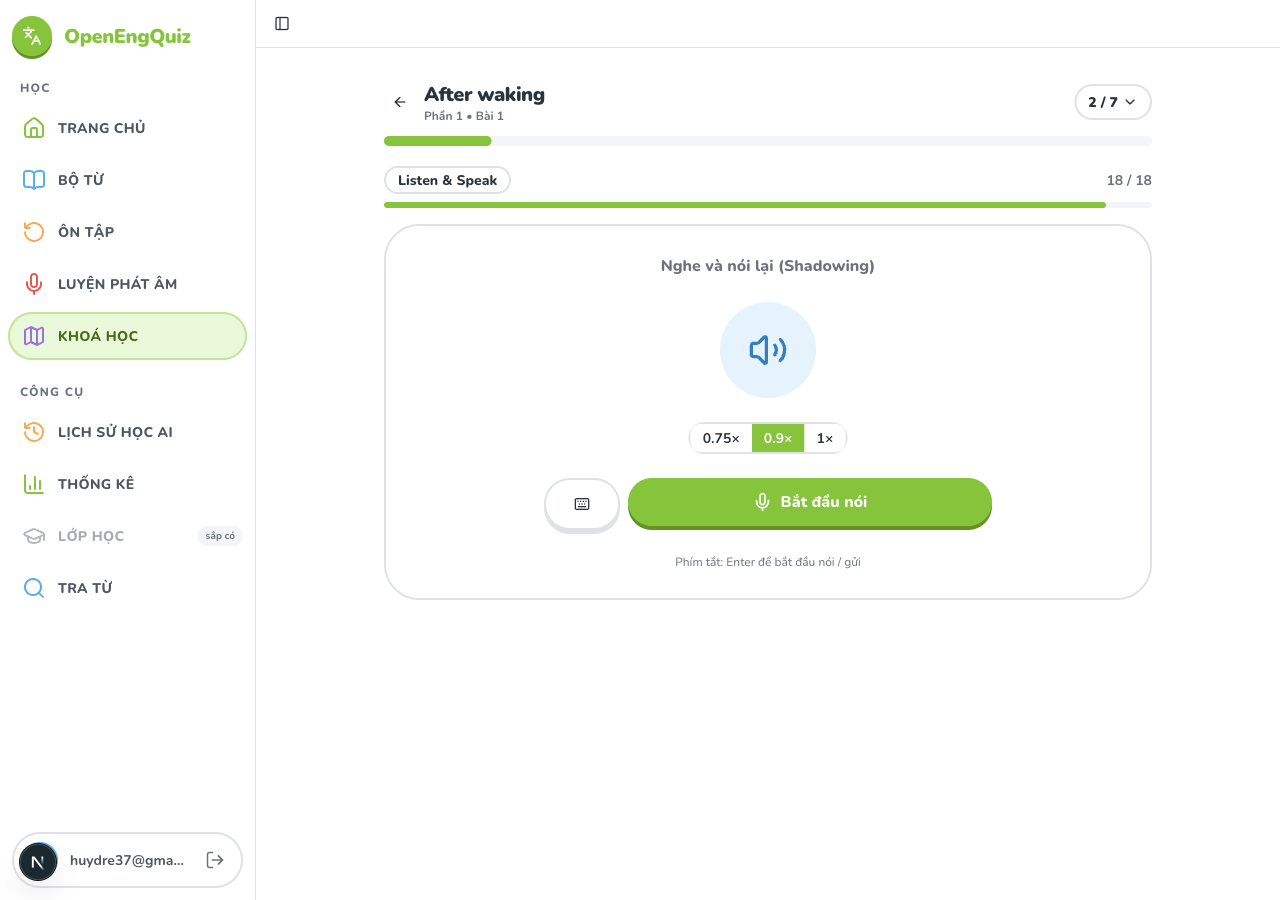 OpenEngQuiz
HỌC
TRANG CHỦ
BỘ TỪ
ÔN TẬP
LUYỆN PHÁT ÂM
KHOÁ HỌC
CÔNG CỤ
LỊCH SỬ HỌC AI
THỐNG KÊ
LỚP HỌC
sắp có
TRA TỪ
N
huydre37@gma...
After waking
Phần 1 • Bài 1
2 / 7
Listen & Speak
18 / 18
Nghe và nói lại (Shadowing)
0.75×
0.9×
1×
Bắt đầu nói
Phím tắt: Enter để bắt đầu nói / gửi